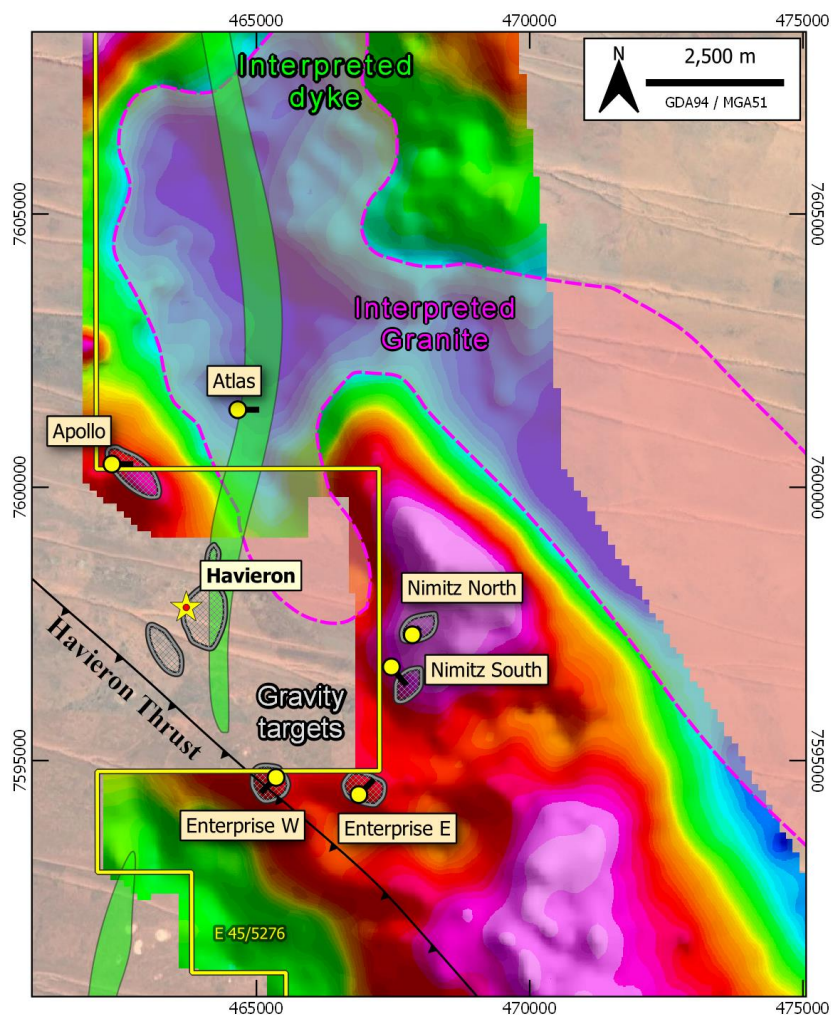 465000
470000
475000
Interpreted
dyke
N
2,500 m
GDA94 / MGA51
7605000
7605000
Interpreted
Granite
Atlas
Apollo
7600000
7600000
Havieron
Nimitz North
Nimitz South
Havieron Thrust
Gravity
targets
7595000
7595000
Enterprise W
Enterprise E
E 45/5276
465000
470000
475000